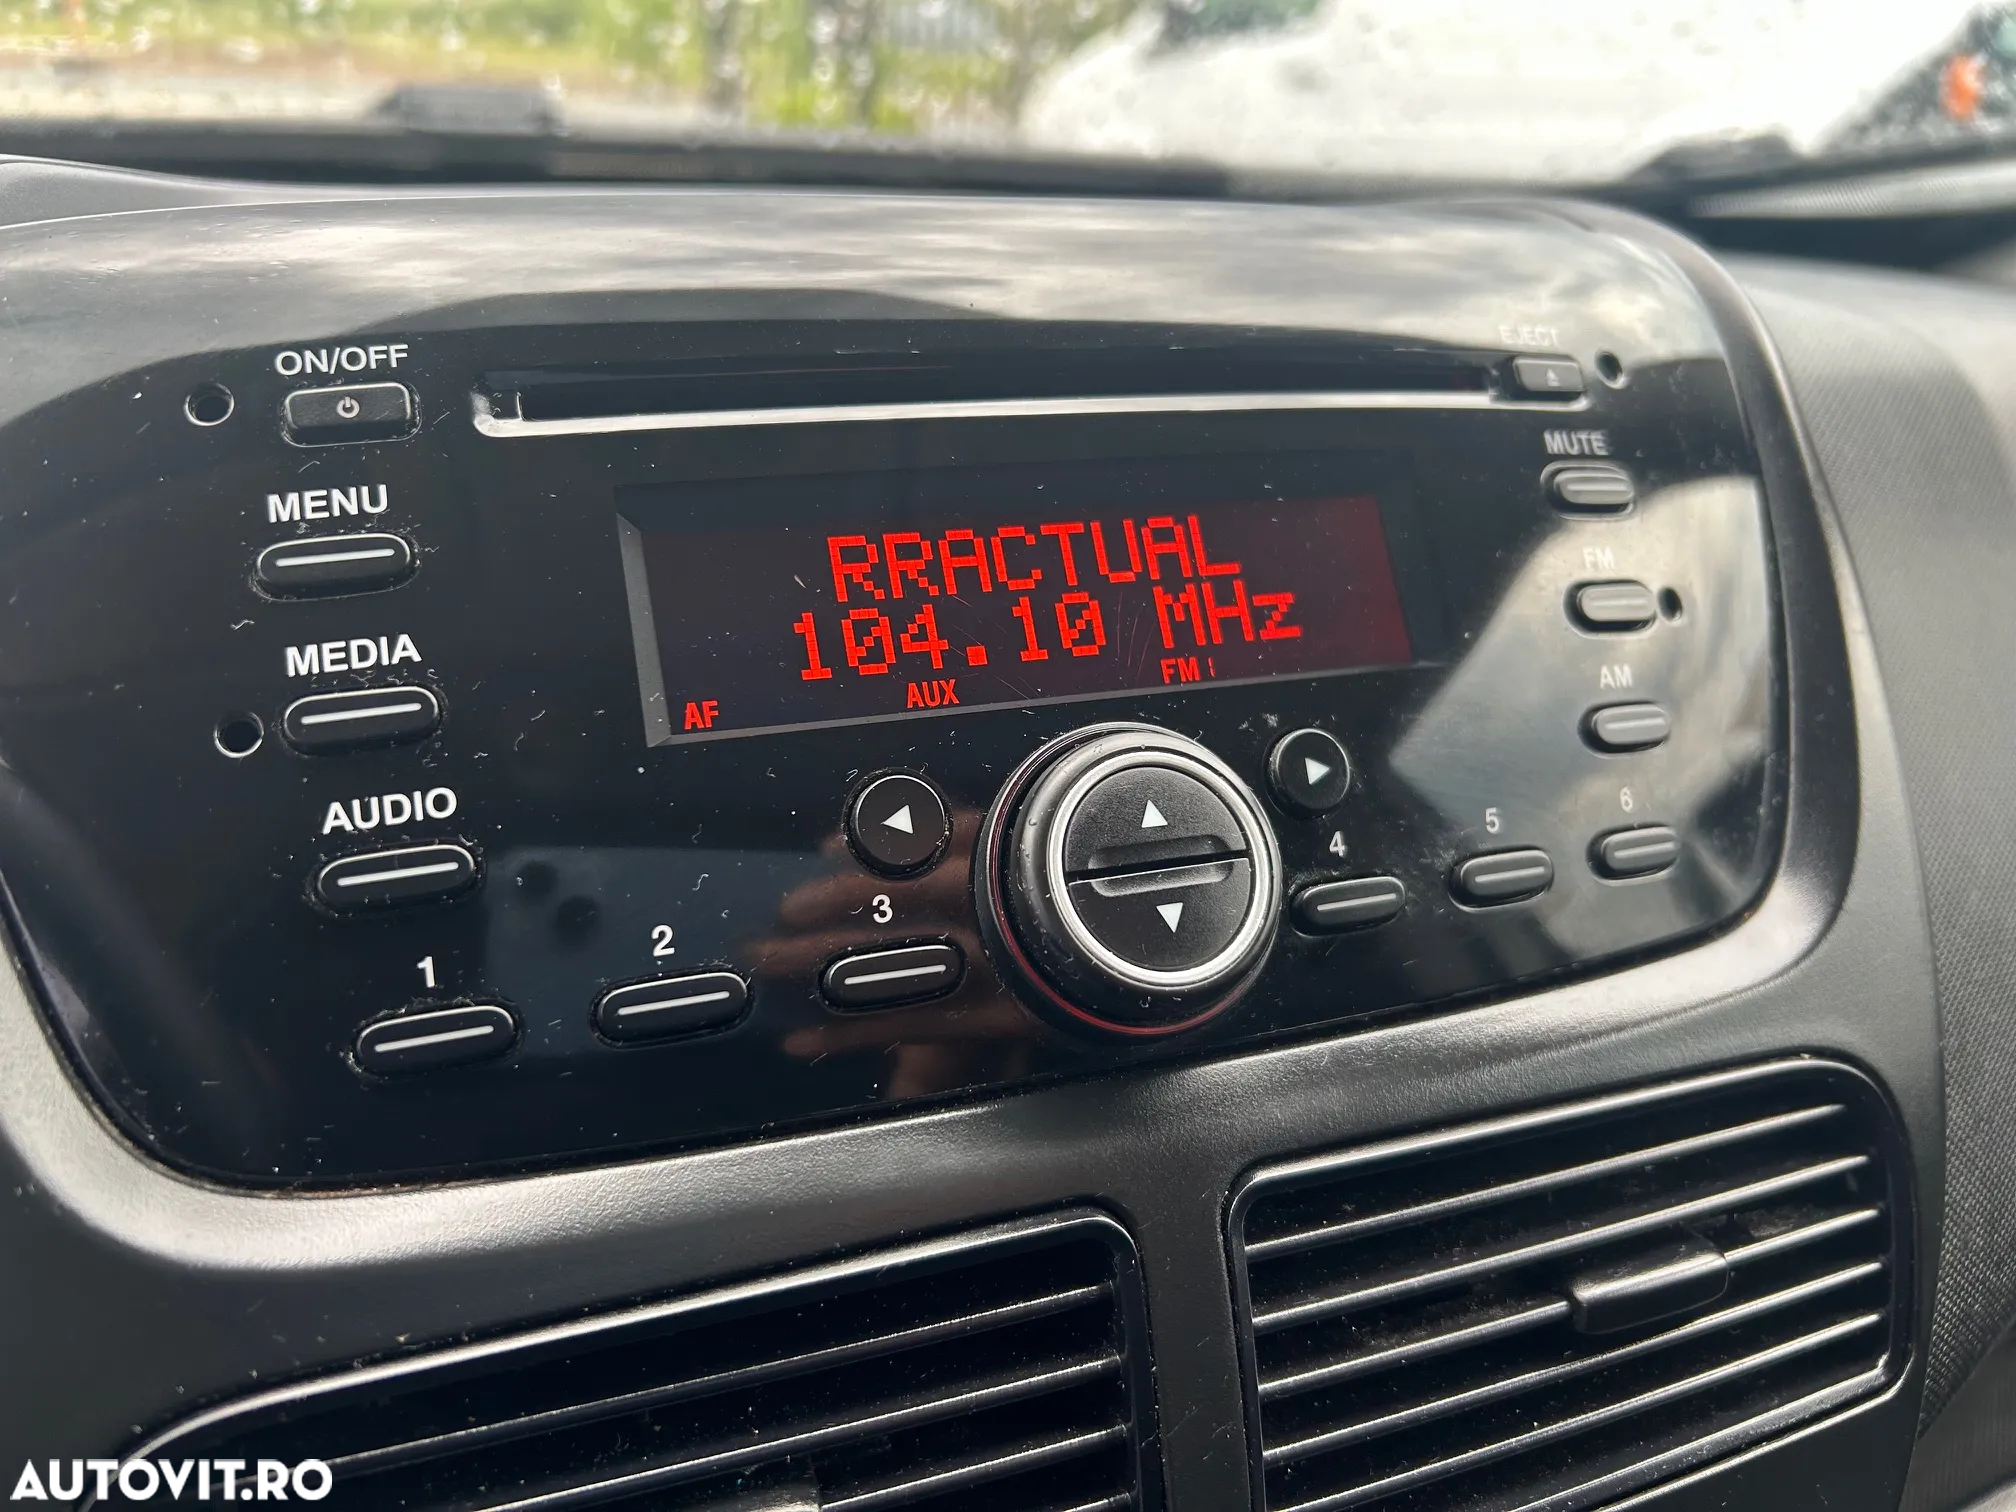 ON/OFF
EJECT
MENU
MUTE
RRACTUAL
104.10 MHz
AF
AUX
FM I
FM
MEDIA
AM
AUDIO
1
2
3
4
5
6
AUTOVIT.RO